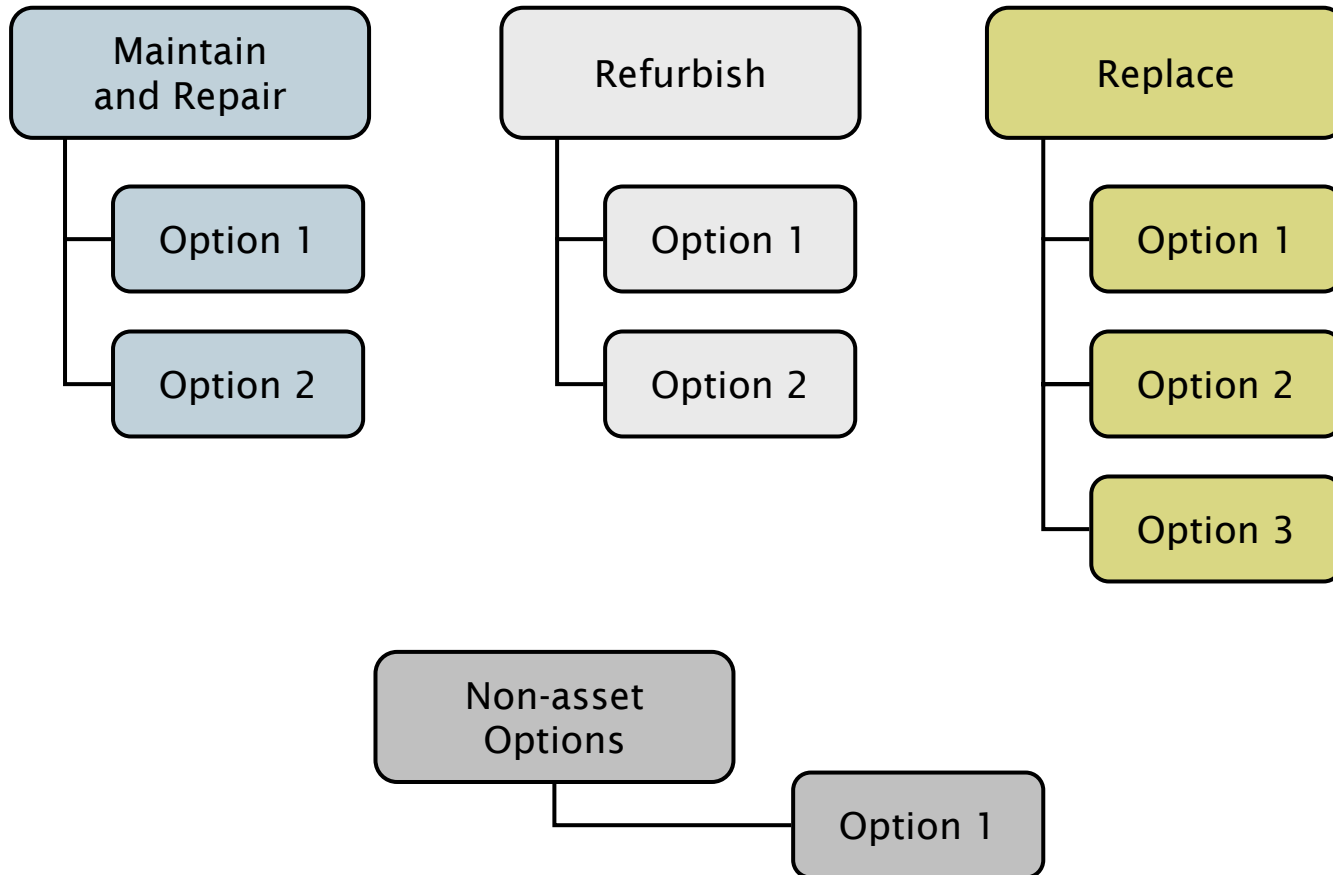 Maintain
and Repair
Option 1
Option 2
Refurbish
Option 1
Option 2
Replace
Option 1
Option 2
Option 3
Non-asset
Options
Option 1